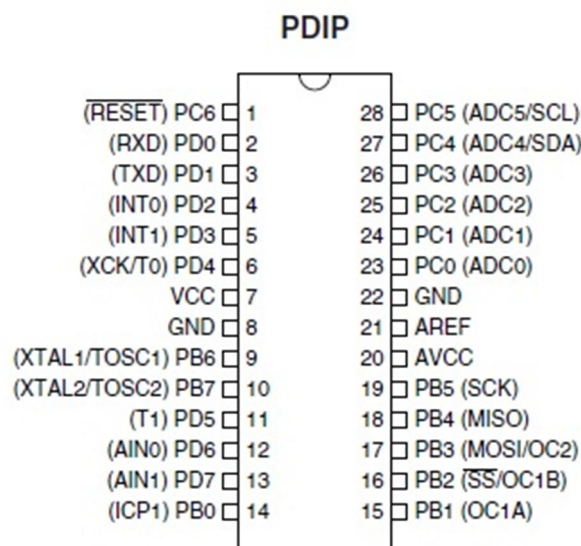 PDIP
(RESET) PC6 1 28 PC5 (ADC5/SCL)
(RXD) PD0 2 27 PC4 (ADC4/SDA)
(TXD) PD1 3 26 PC3 (ADC3)
(INT0) PD2 4 25 PC2 (ADC2)
(INT1) PD3 5 24 PC1 (ADC1)
(XCK/T0) PD4 6 23 PC0 (ADC0)
VCC 7 22 GND
GND 8 21 AREF
(XTAL1/TOSC1) PB6 9 20 AVCC
(XTAL2/TOSC2) PB7 10 19 PB5 (SCK)
(T1) PD5 11 18 PB4 (MISO)
(AIN0) PD6 12 17 PB3 (MOSI/OC2)
(AIN1) PD7 13 16 PB2 (SS/OC1B)
(ICP1) PB0 14 15 PB1 (OC1A)